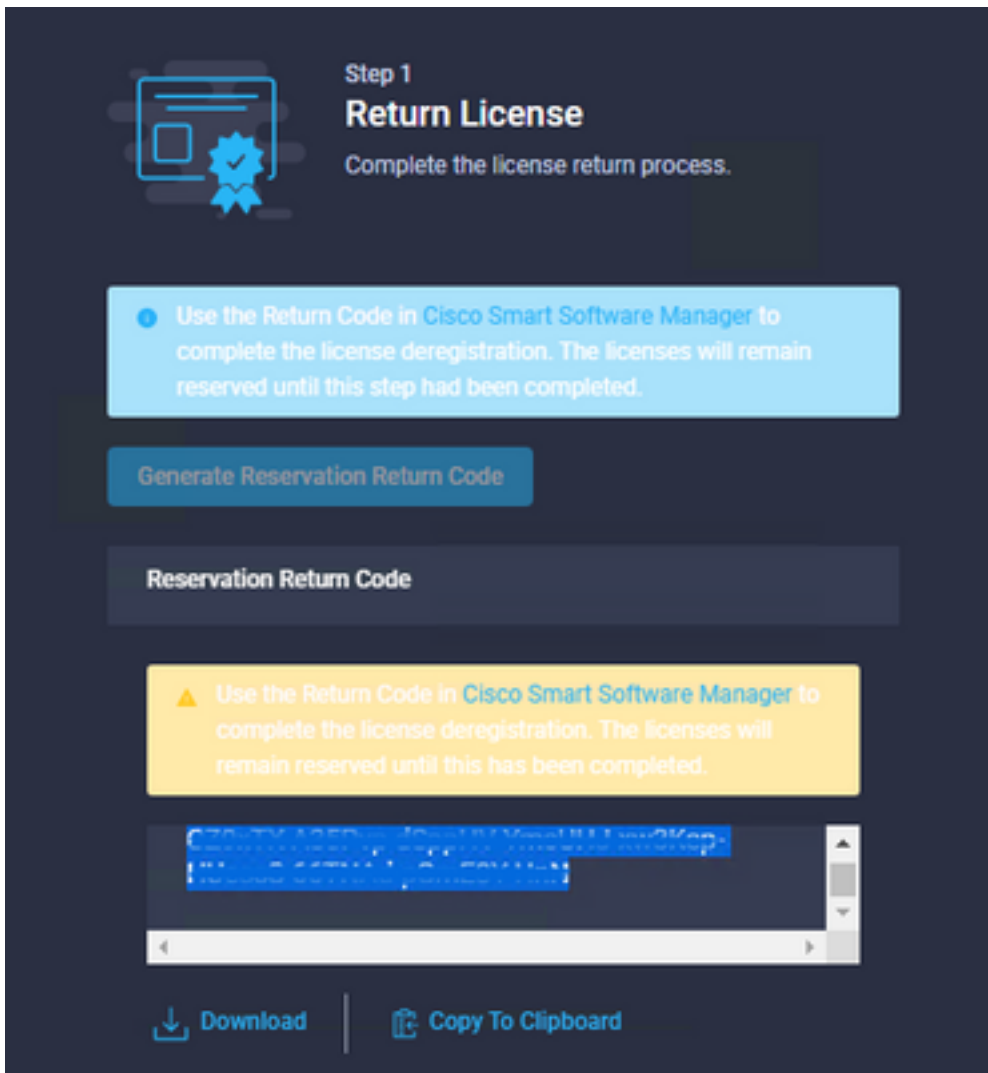 Step 1
Return License
Complete the license return process.
Use the Return Code in Cisco Smart Software Manager to
complete the license deregistration. The licenses will remain
reserved until this step had been completed.
Generate Reservation Return Code
Reservation Return Code
Use the Return Code in Cisco Smart Software Manager to
complete the license deregistration. The licenses will
remain reserved until this has been completed.
Download
Copy To Clipboard